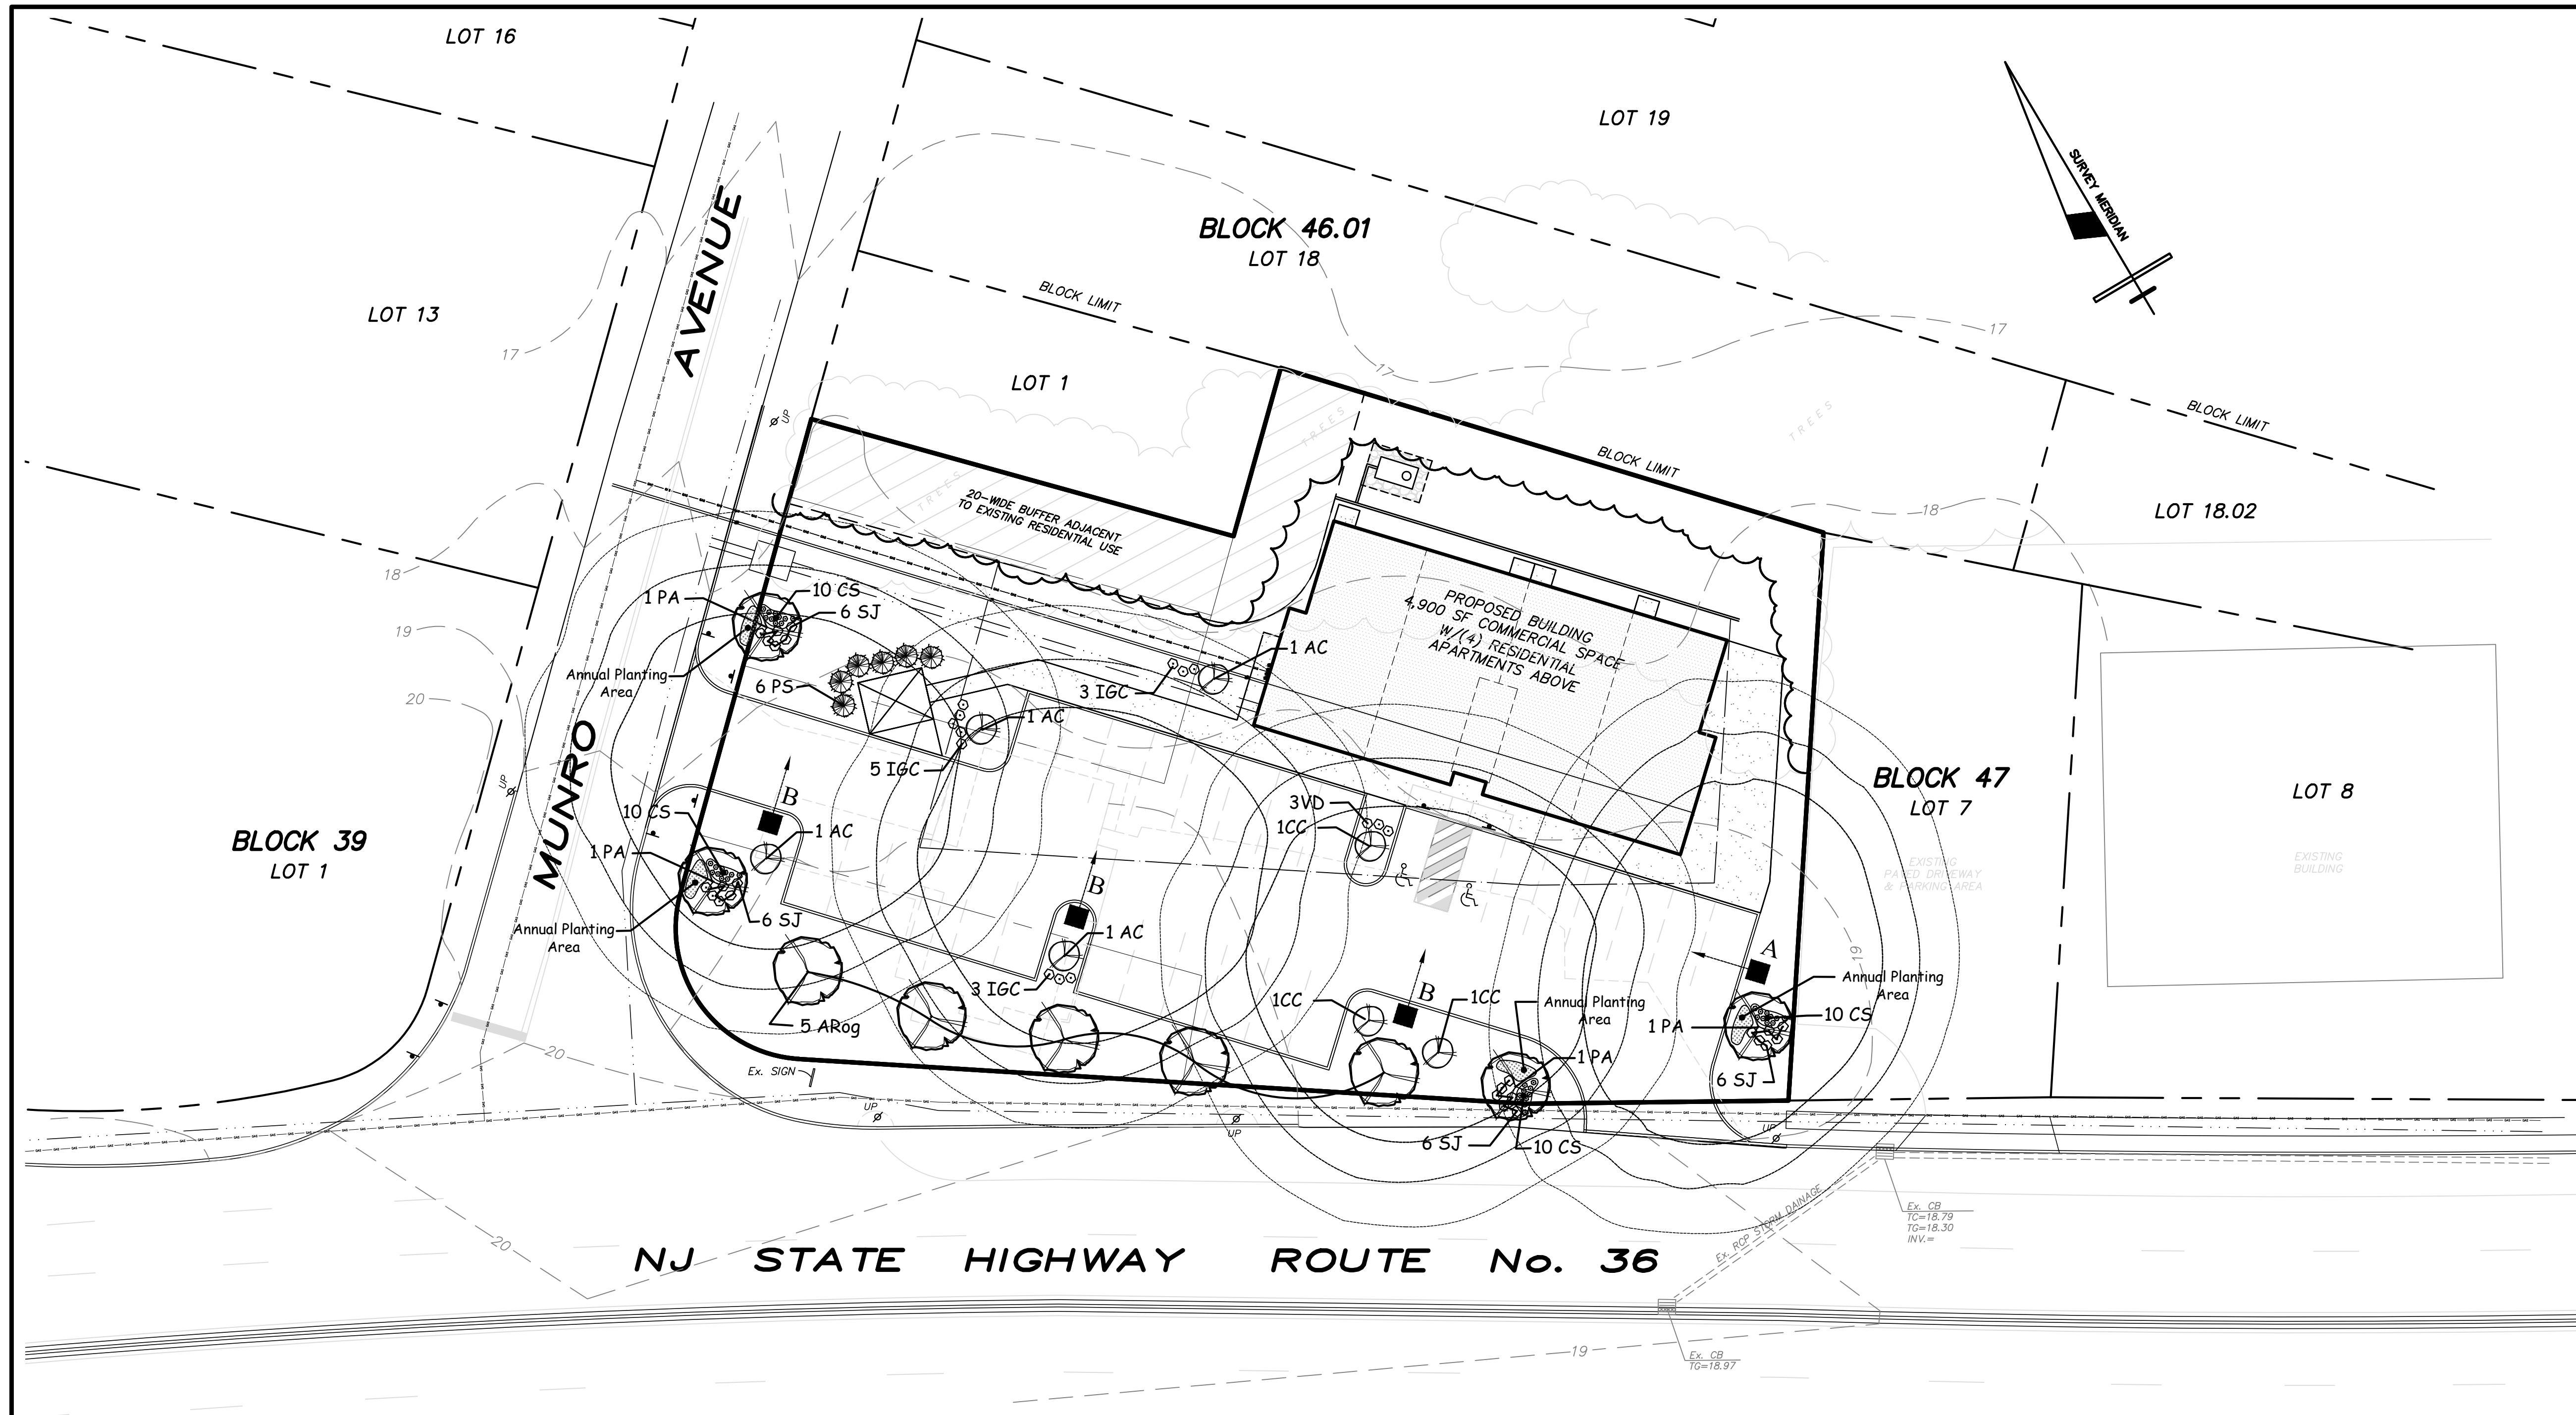 LOT 16
LOT 19
SURVEY MERIDIAN
BLOCK 46.01
LOT 18
AVENUE
BLOCK LIMIT
LOT 13
17
17
17
LOT 1
UP
TREES
TREES
TREES
BLOCK LIMIT
BLOCK LIMIT
LOT 18.02
18
20-WIDE BUFFER ADJACENT
TO EXISTING RESIDENTIAL USE
18
19
20
1 PA
10 CS
6 SJ
Annual Planting
Area
6 PS
3 IGC
1 AC
1 AC
5 IGC
PROPOSED BUILDING
4,900 SF COMMERCIAL SPACE
W/(4) RESIDENTIAL
APARTMENTS ABOVE
MUNRO
UP
BLOCK 39
LOT 1
B
10 CS
1 AC
1 PA
6 SJ
Annual Planting
Area
3VD
1CC
BLOCK 47
LOT 7
LOT 8
EXISTING
PAVED DRIVEWAY
& PARKING AREA
EXISTING
BUILDING
B
1 AC
3 IGC
5 ARog
1CC
B
1CC
Annual Planting
Area
1 PA
A
19
Annual Planting
Area
10 CS
1 PA
6 SJ
6 SJ
10 CS
Ex. SIGN
UP
UP
UP
20
20
NJ STATE HIGHWAY ROUTE No. 36
Ex. RCP STORM DAINAGE
Ex. CB
TC=18.79
TG=18.30
INV.=
Ex. CB
TG=18.97
19